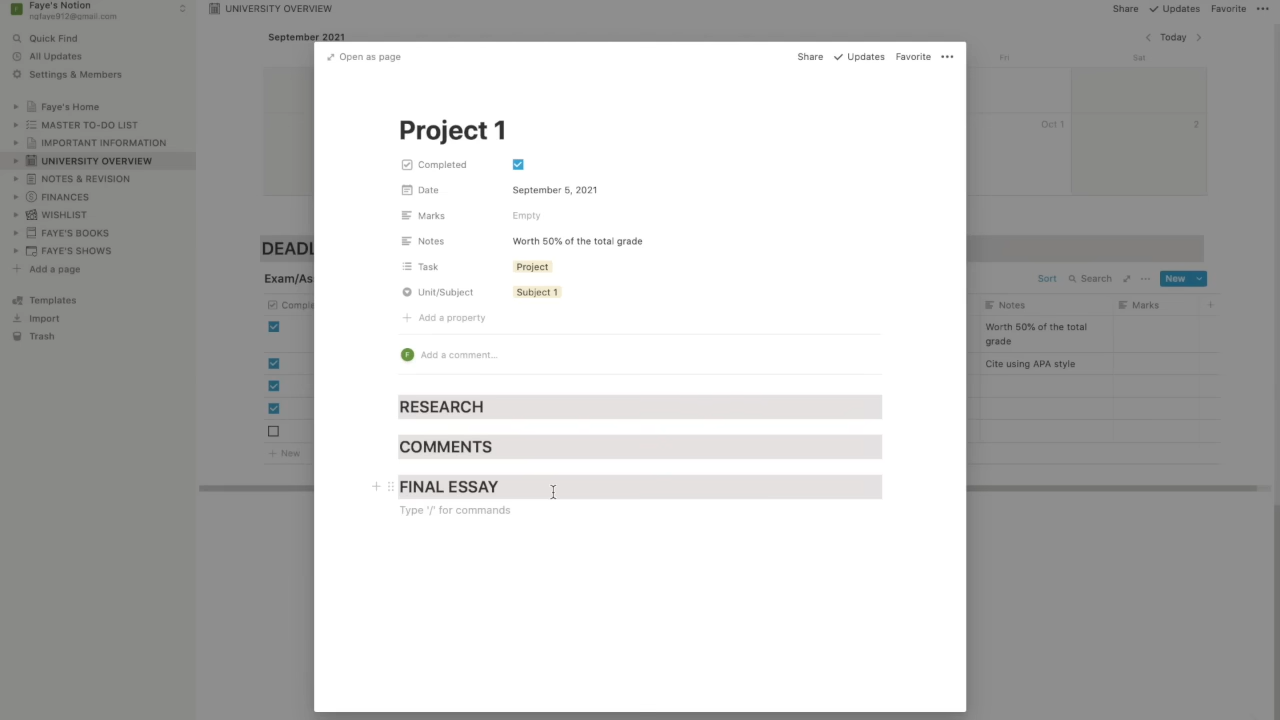 Faye's Notion
ngfaye912@gmail.com
Quick Find
All Updates
Settings & Members
Faye's Home
MASTER TO-DO LIST
IMPORTANT INFORMATION
UNIVERSITY OVERVIEW
NOTES & REVISION
FINANCES
WISHLIST
FAYE'S BOOKS
FAYE'S SHOWS
Add a page
Templates
Import
Trash
UNIVERSITY OVERVIEW
Share Updates Favorite
September 2021
Today
Fri Sat
Oct 1 2
DEADL
Exam/As
Sort Search New
Comple
Notes Marks
Worth 50% of the total
grade
Cite using APA style
New
Open as page
Share Updates Favorite
Project 1
Completed
Date September 5, 2021
Marks Empty
Notes Worth 50% of the total grade
Task Project
Unit/Subject Subject 1
Add a property
F Add a comment...
RESEARCH
COMMENTS
FINAL ESSAY
Type '/' for commands